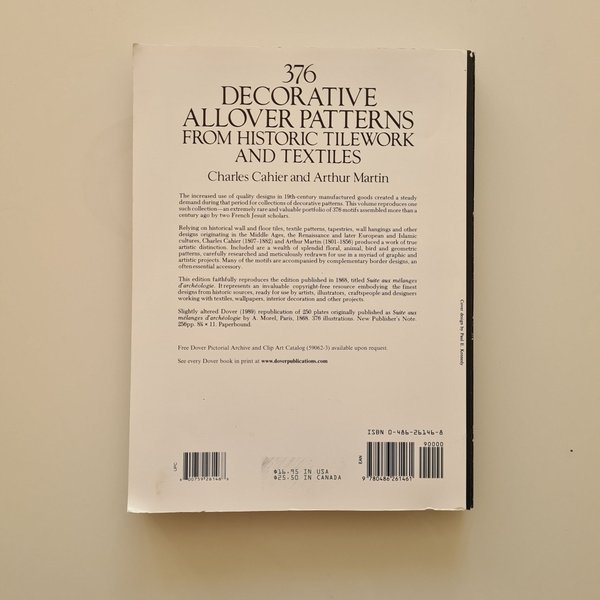 376
DECORATIVE
ALLOVER PATTERNS
FROM HISTORIC TILEWORK
AND TEXTILES
Charles Cahier and Arthur Martin
The increased use of quality designs in 19th-century manufactured goods created a steady
demand during that period for collections of decorative patterns. This volume reproduces one
such collection—an extremely rare and valuable portfolio of 376 motifs assembled more than a
century ago by two French Jesuit scholars.
Relying on historical wall and floor tiles, textile patterns, tapestries, wall hangings and other
designs originating in the Middle Ages, the Renaissance and later European and Islamic
cultures, Charles Cahier (1807–1882) and Arthur Martin (1801–1856) produced a work of true
artistic distinction. Included are a wealth of splendid floral, animal, bird and geometric
patterns, carefully researched and meticulously redrawn for use in a myriad of graphic and
artistic projects. Many of the motifs are accompanied by complementary border designs, an
often essential accessory.
This edition faithfully reproduces the edition published in 1868, titled Suite aux mélanges
d'archéologie. It represents an invaluable copyright-free resource embodying the finest
designs from historic sources, ready for use by artists, illustrators, craftspeople and designers
working with textiles, wallpapers, interior decoration and other projects.
Slightly altered Dover (1989) republication of 250 plates originally published as Suite aux
mélanges d'archéologie by A. Morel, Paris, 1868. 376 illustrations. New Publisher's Note.
256pp. 8⅜ × 11. Paperbound.
Free Dover Pictorial Archive and Clip Art Catalog (59062-3) available upon request.
See every Dover book in print at www.doverpublications.com
Cover design by Paul E. Kennedy
ISBN 0-486-26146-8
90000
EAN
9 780486 261461
UPC
$16.95 IN USA
$25.50 IN CANADA